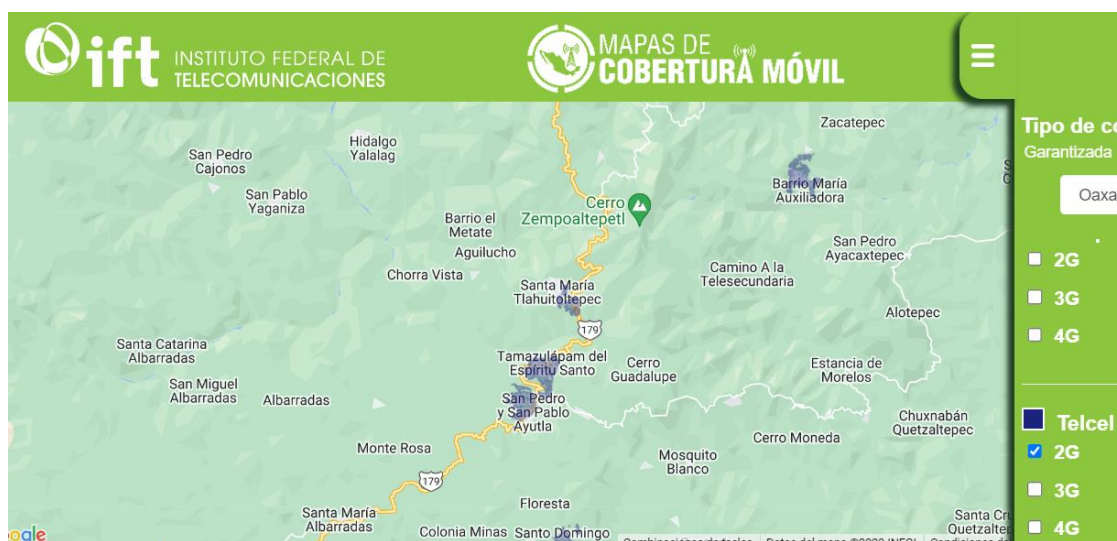 ift
INSTITUTO FEDERAL DE
TELECOMUNICACIONES
MAPAS DE
COBERTURA MÓVIL
Zacatepec
Hidalgo
Yalalag
San Pedro
Cajonos
San Pablo
Yaganiza
Barrio María
Auxiliadora
Cerro
Zempoaltepetl
Barrio el
Metate
Aguilucho
San Pedro
Ayacaxtepec
Chorra Vista
Camino A la
Telesecundaria
Santa María
Tlahuitoltepec
Alotepec
179
Santa Catarina
Albarradas
Tamazulápam del
Espíritu Santo
Cerro
Guadalupe
Estancia de
Morelos
San Miguel
Albarradas
Albarradas
San Pedro
y San Pablo
Ayutla
Chuxnabán
Quetzaltepec
Monte Rosa
Cerro Moneda
Mosquito
Blanco
179
Floresta
Santa María
Albarradas
Colonia Minas
Santo Domingo
Tipo de co
Garantizada
Oaxa
2G
3G
4G
Telcel
2G
3G
4G